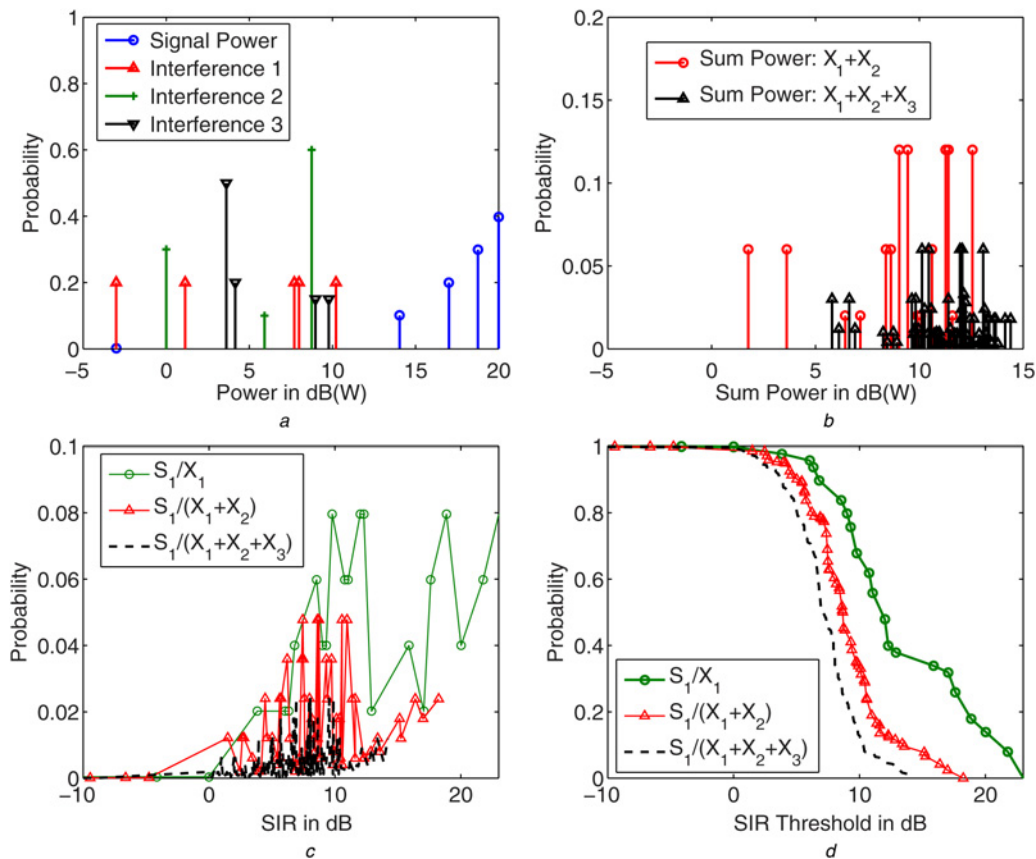 1
0.8
0.6
0.4
0.2
0
Probability
Signal Power
Interference 1
Interference 2
Interference 3
−5
0
5
10
15
20
Power in dB(W)
a
0.2
0.15
0.1
0.05
0
Probability
Sum Power: X1+X2
Sum Power: X1+X2+X3
−5
0
5
10
15
Sum Power in dB(W)
b
0.1
0.08
0.06
0.04
0.02
0
Probability
S1/X1
S1/(X1+X2)
S1/(X1+X2+X3)
−10
0
10
20
SIR in dB
c
1
0.8
0.6
0.4
0.2
0
Probability
S1/X1
S1/(X1+X2)
S1/(X1+X2+X3)
−10
0
10
20
SIR Threshold in dB
d